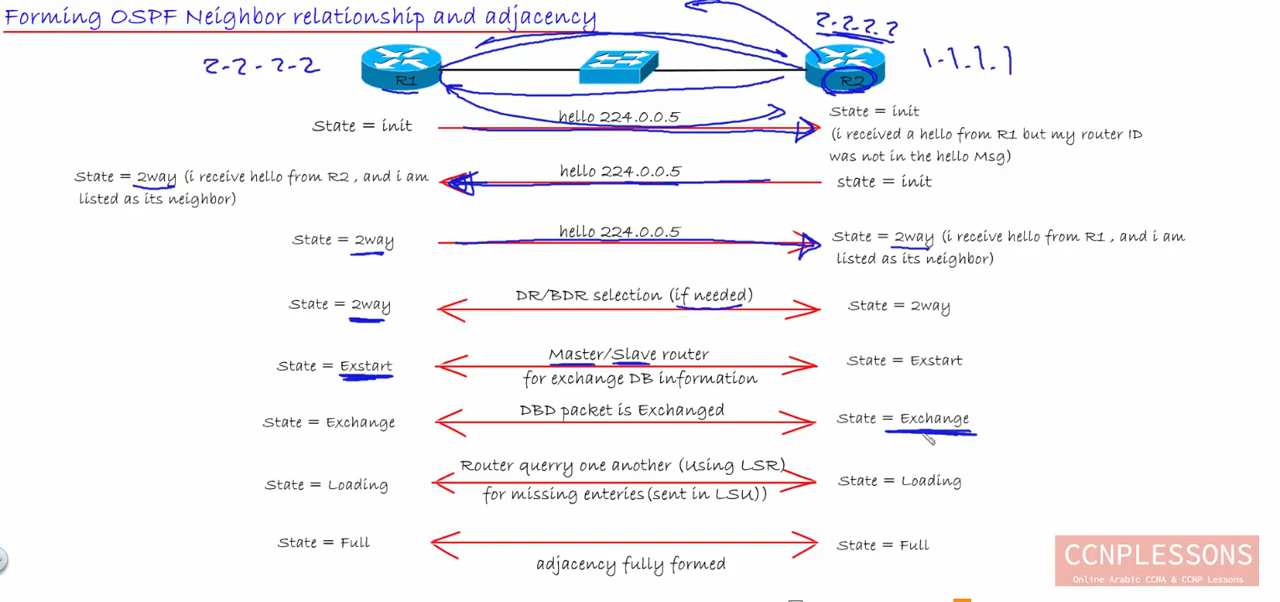 Forming OSPF Neighbor relationship and adjacency
2-2-2-2
2-2-2-2
1-1.1.1
R1
R2
State = init
hello 224.0.0.5
State = init
(i received a hello from R1 but my router ID
was not in the hello Msg)
State = 2way (i receive hello from R2 , and i am
listed as its neighbor)
hello 224.0.0.5
state = init
State = 2way
hello 224.0.0.5
State = 2way (i receive hello from R1 , and i am
listed as its neighbor)
State = 2way
DR/BDR selection (if needed)
State = 2way
State = Exstart
Master/Slave router
for exchange DB information
State = Exstart
State = Exchange
DBD packet is Exchanged
State = Exchange
State = Loading
Router querry one another (Using LSR)
for missing enteries(sent in LSU))
State = Loading
State = Full
adjacency fully formed
State = Full
CCNPLESSONS
Online Arabic CCNA & CCNP Lessons